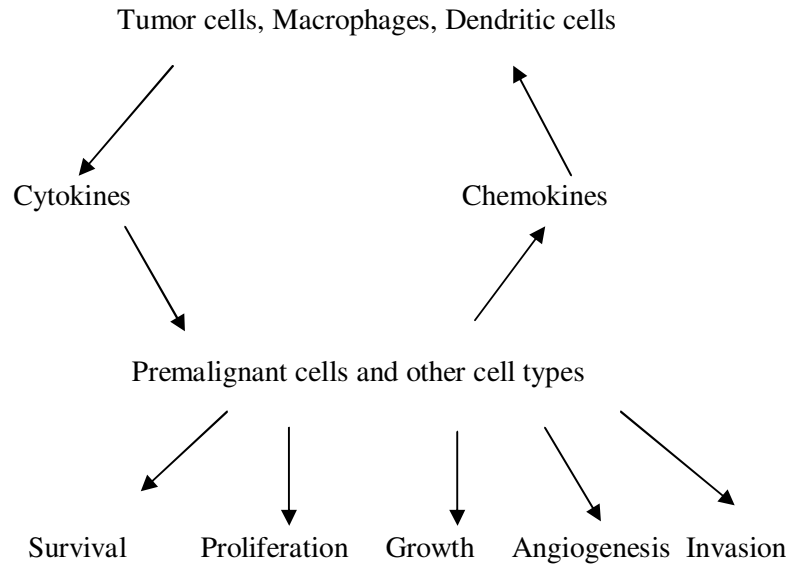 Tumor cells, Macrophages, Dendritic cells
Cytokines
Chemokines
Premalignant cells and other cell types
Survival
Proliferation
Growth
Angiogenesis
Invasion